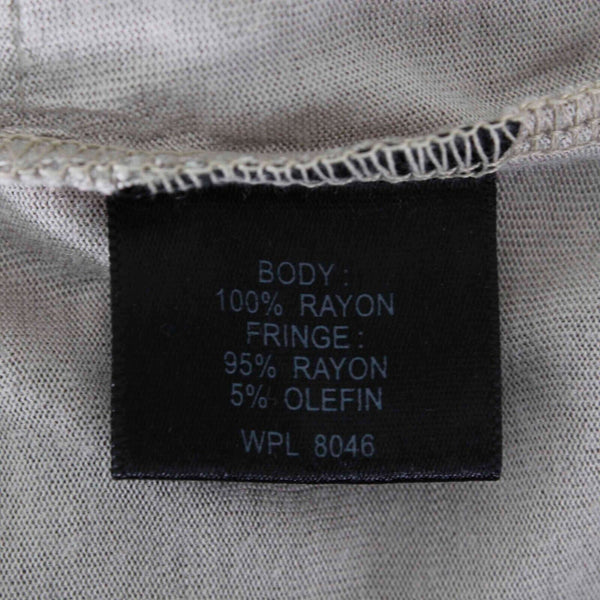 BODY :
100% RAYON
FRINGE :
95% RAYON
5% OLEFIN
WPL 8046